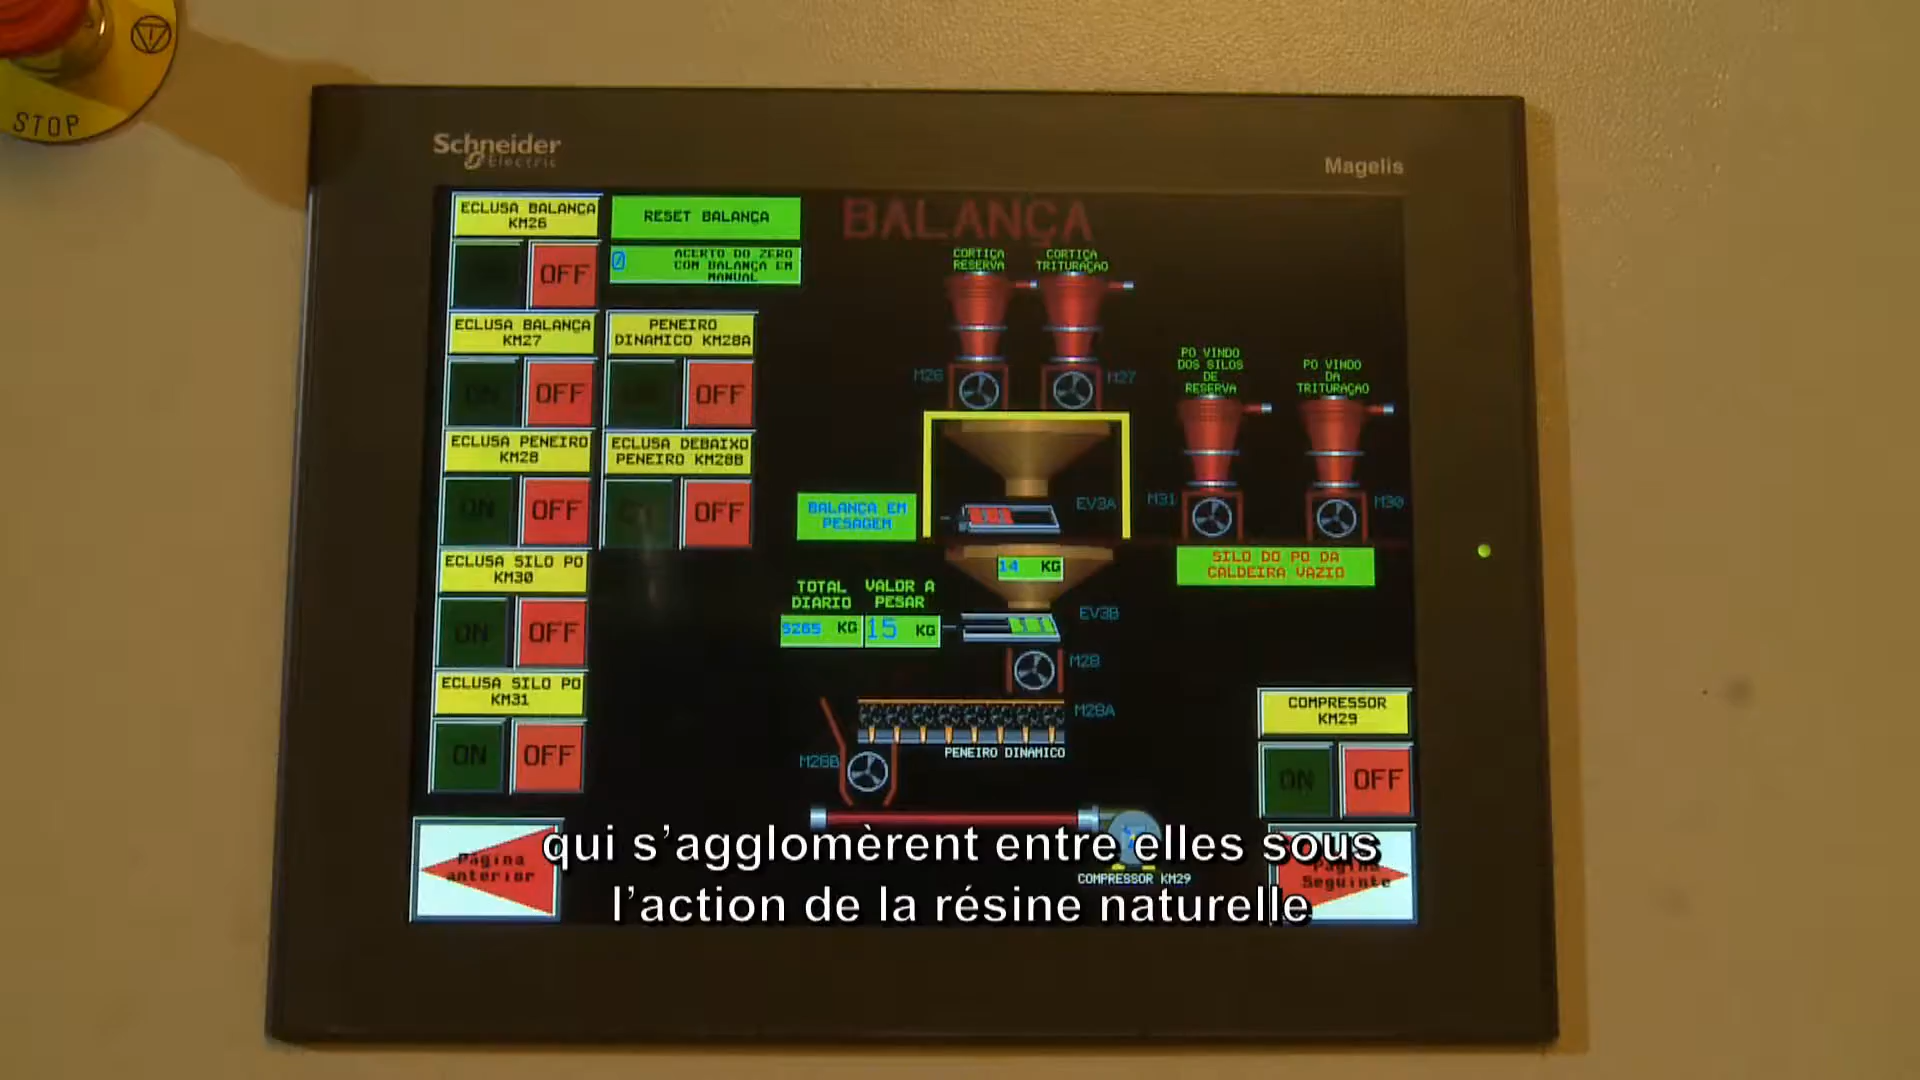 STOP
Schneider
Electric
Magelis
ECLUSA BALANÇA
KM26
OFF
RESET BALANÇA
0
ACERTO DO ZERO
COM BALANÇA EM
MANUAL
BALANÇA
CORTIÇA
RESERVA
CORTIÇA
TRITURAÇAO
ECLUSA BALANÇA
KM27
ON
OFF
PENEIRO
DINAMICO KM28A
OFF
M26
M27
PO VINDO
DOS SILOS
DE
RESERVA
PO VINDO
DA
TRITURAÇAO
ECLUSA PENEIRO
KM28
ON
OFF
ECLUSA DEBAIXO
PENEIRO KM28B
OFF
BALANÇA EM
PESAGEM
EV3A
M31
M30
SILO DO PO DA
CALDEIRA VAZIO
ECLUSA SILO PO
KM30
ON
OFF
14 KG
TOTAL
DIARIO
5265 KG
VALOR A
PESAR
15 KG
EV3B
M28
ECLUSA SILO PO
KM31
ON
OFF
M28A
PENEIRO DINAMICO
M28B
COMPRESSOR
KM29
ON
OFF
COMPRESSOR KM29
Página
anterior
Página
Seguinte
qui s’agglomèrent entre elles sous
l’action de la résine naturelle